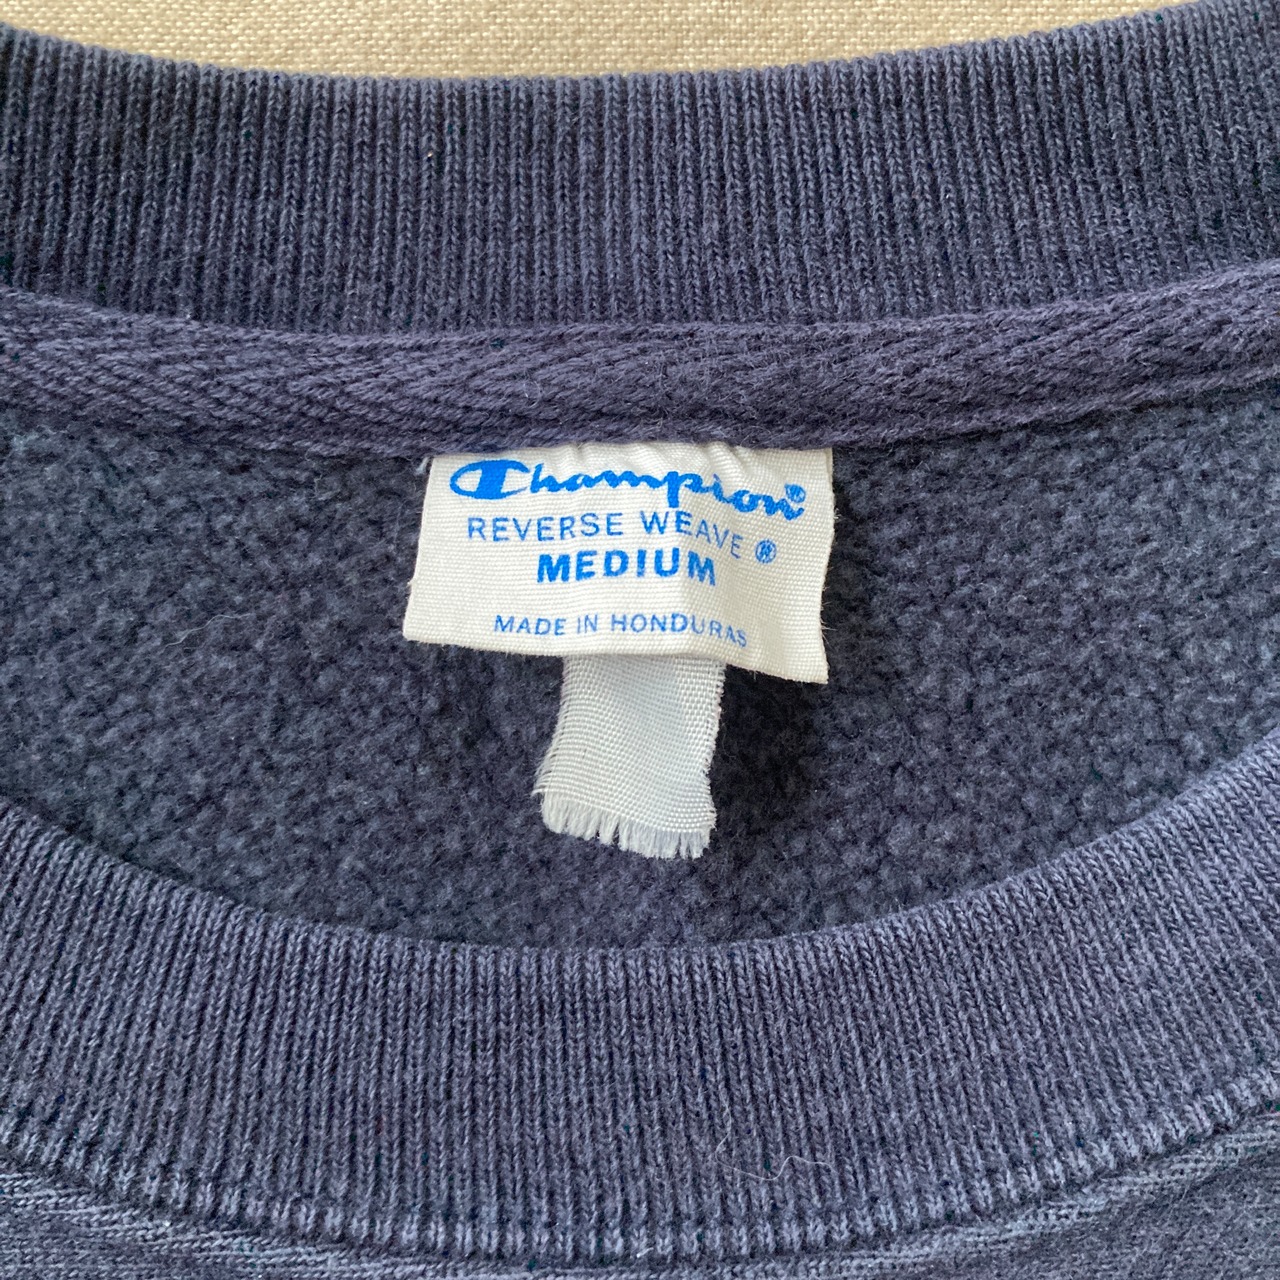 Champion®
REVERSE WEAVE ®
MEDIUM
MADE IN HONDURAS